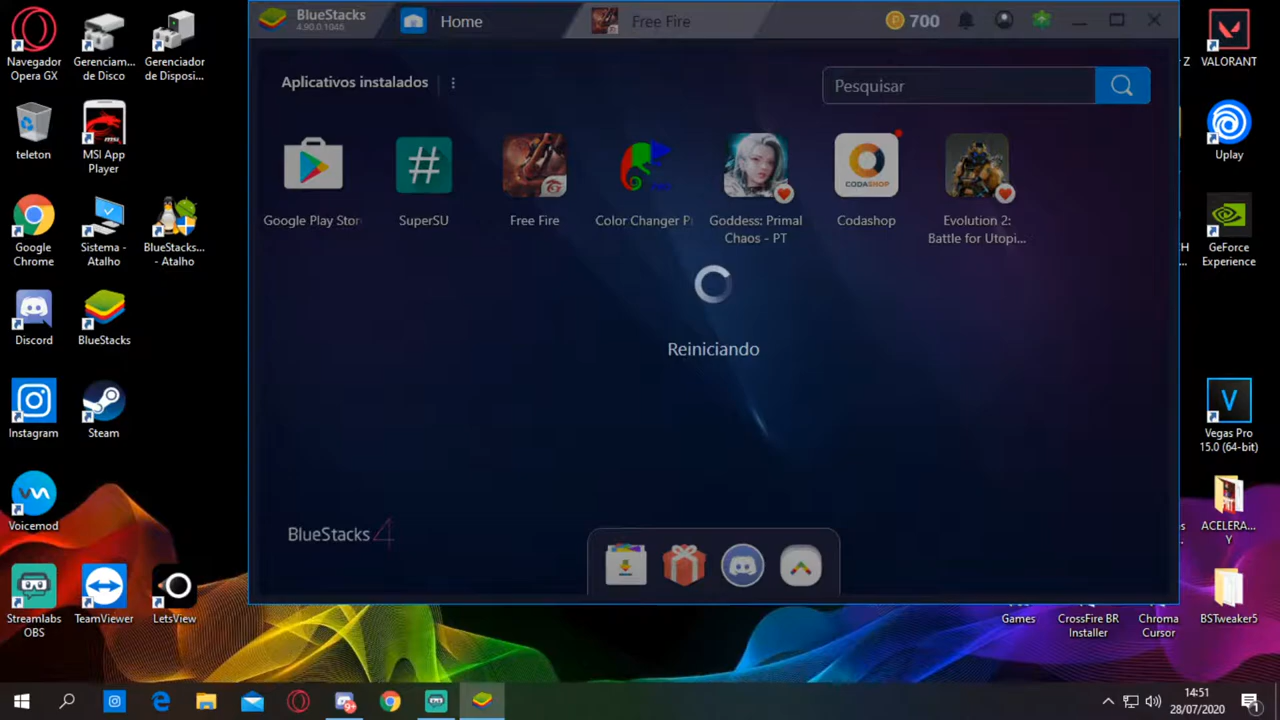 BlueStacks
4.90.0.1046
Home
Free Fire
700
Aplicativos instalados
Pesquisar
Google Play Stor
SuperSU
Free Fire
Color Changer P
Goddess: Primal
Chaos - PT
Codashop
CODASHOP
Evolution 2:
Battle for Utopi...
Reiniciando
BlueStacks 4
Navegador
Opera GX
Gerenciam...
de Disco
Gerenciador
de Disposi...
teleton
MSI App
Player
Google
Chrome
Sistema -
Atalho
BlueStacks...
- Atalho
Discord
BlueStacks
Instagram
Steam
Voicemod
Streamlabs
OBS
TeamViewer
LetsView
Z
VALORANT
Uplay
GeForce
Experience
Vegas Pro
15.0 (64-bit)
ACELERA...
Y
Games
CrossFire BR
Installer
Chroma
Cursor
BSTweaker5
14:51
28/07/2020